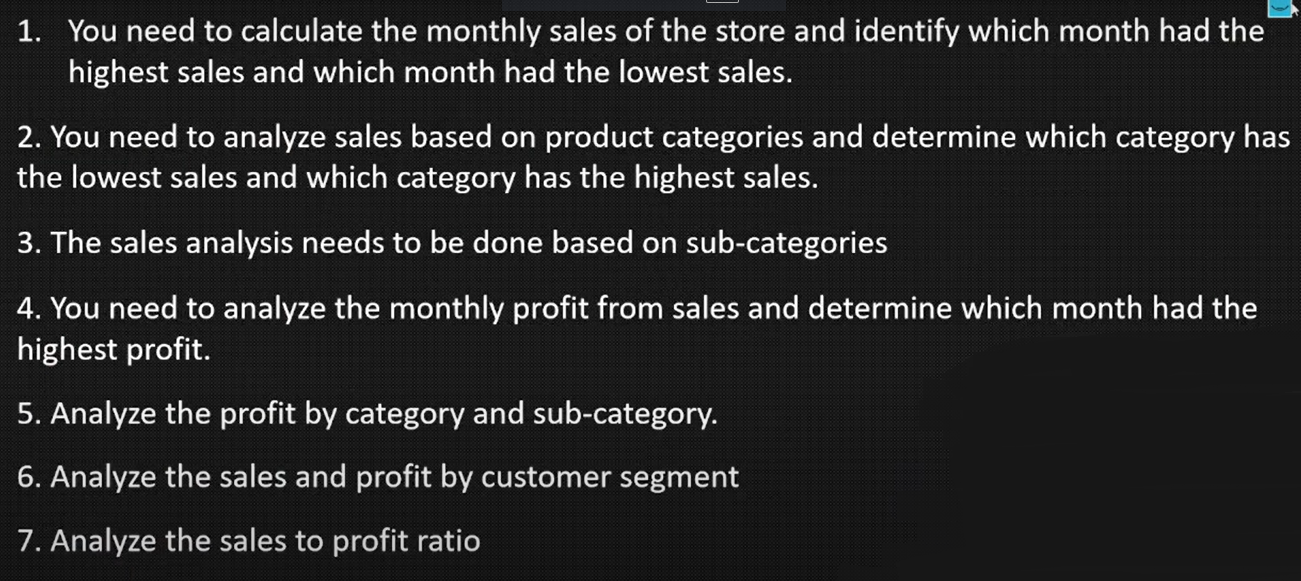 1. You need to calculate the monthly sales of the store and identify which month had the
highest sales and which month had the lowest sales.
2. You need to analyze sales based on product categories and determine which category has
the lowest sales and which category has the highest sales.
3. The sales analysis needs to be done based on sub-categories
4. You need to analyze the monthly profit from sales and determine which month had the
highest profit.
5. Analyze the profit by category and sub-category.
6. Analyze the sales and profit by customer segment
7. Analyze the sales to profit ratio